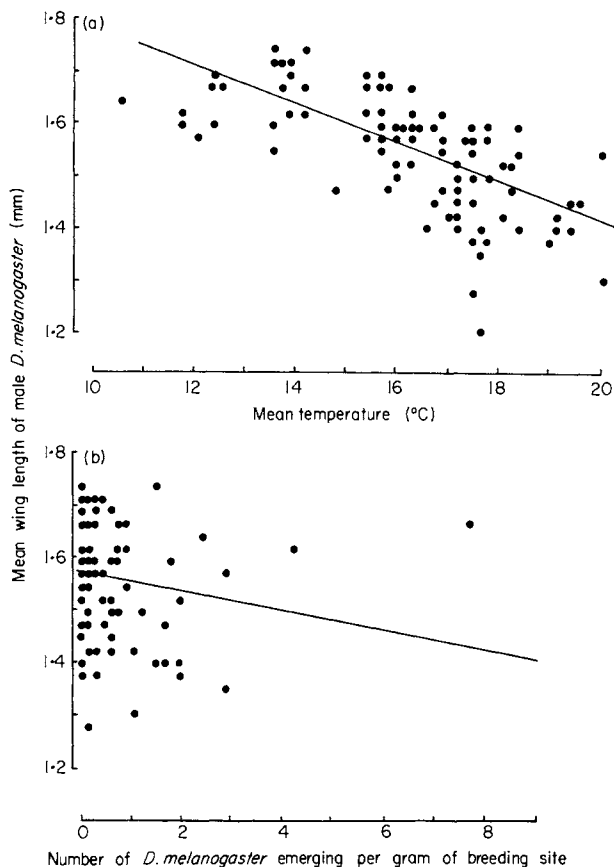 1·8
(a)
1·6
1·4
1·2
10 12 14 16 18 20
Mean temperature (°C)
Mean wing length of male D. melanogaster (mm)
1·8
(b)
1·6
1·4
1·2
0 2 4 6 8
Number of D. melanogaster emerging per gram of breeding site